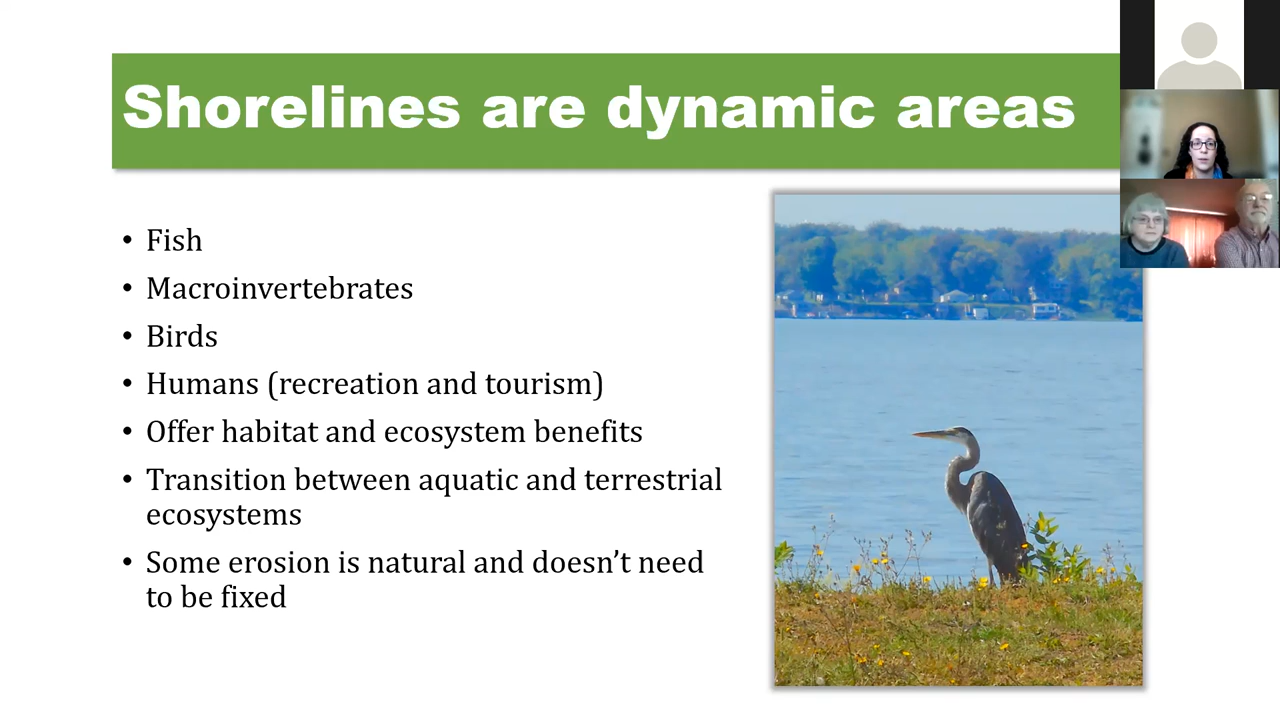 Shorelines are dynamic areas
• Fish
• Macroinvertebrates
• Birds
• Humans (recreation and tourism)
• Offer habitat and ecosystem benefits
• Transition between aquatic and terrestrial
ecosystems
• Some erosion is natural and doesn’t need
to be fixed